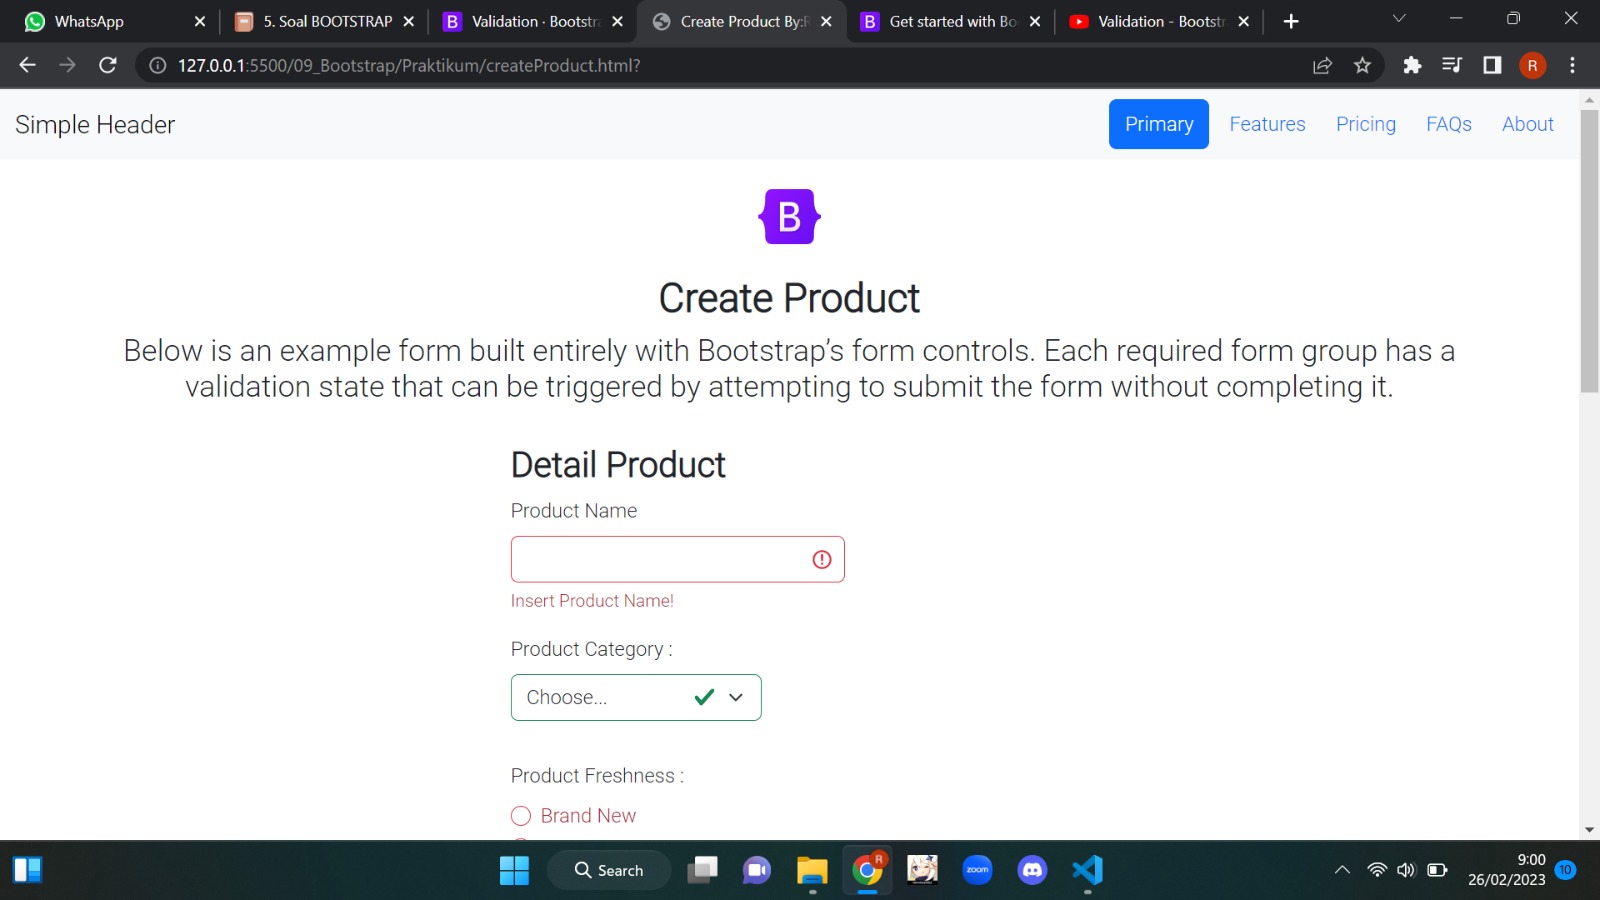 WhatsApp
5. Soal BOOTSTRAP
B Validation · Bootstra
Create Product By:R
B Get started with Bo
Validation - Bootstr
127.0.0.1:5500/09_Bootstrap/Praktikum/createProduct.html?
R
Simple Header
Primary Features Pricing FAQs About
B
Create Product
Below is an example form built entirely with Bootstrap’s form controls. Each required form group has a
validation state that can be triggered by attempting to submit the form without completing it.
Detail Product
Product Name
Insert Product Name!
Product Category :
Choose...
Product Freshness :
Brand New
Search
R
zoom
9:00
26/02/2023
10